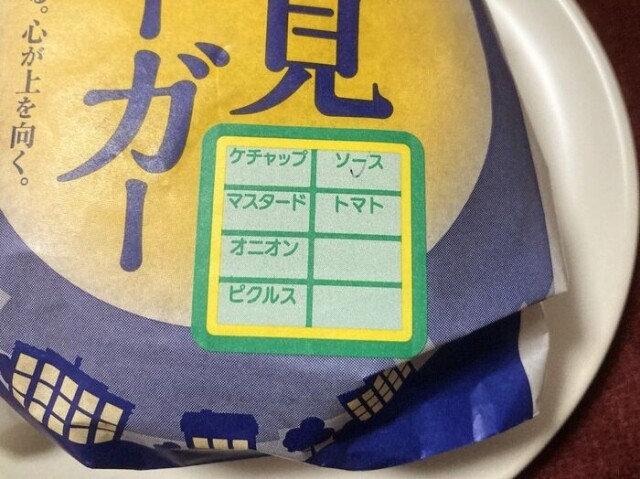 心が上を向く。
見
ーガー
ケチャップ ソース
マスタード トマト
オニオン
ピクルス